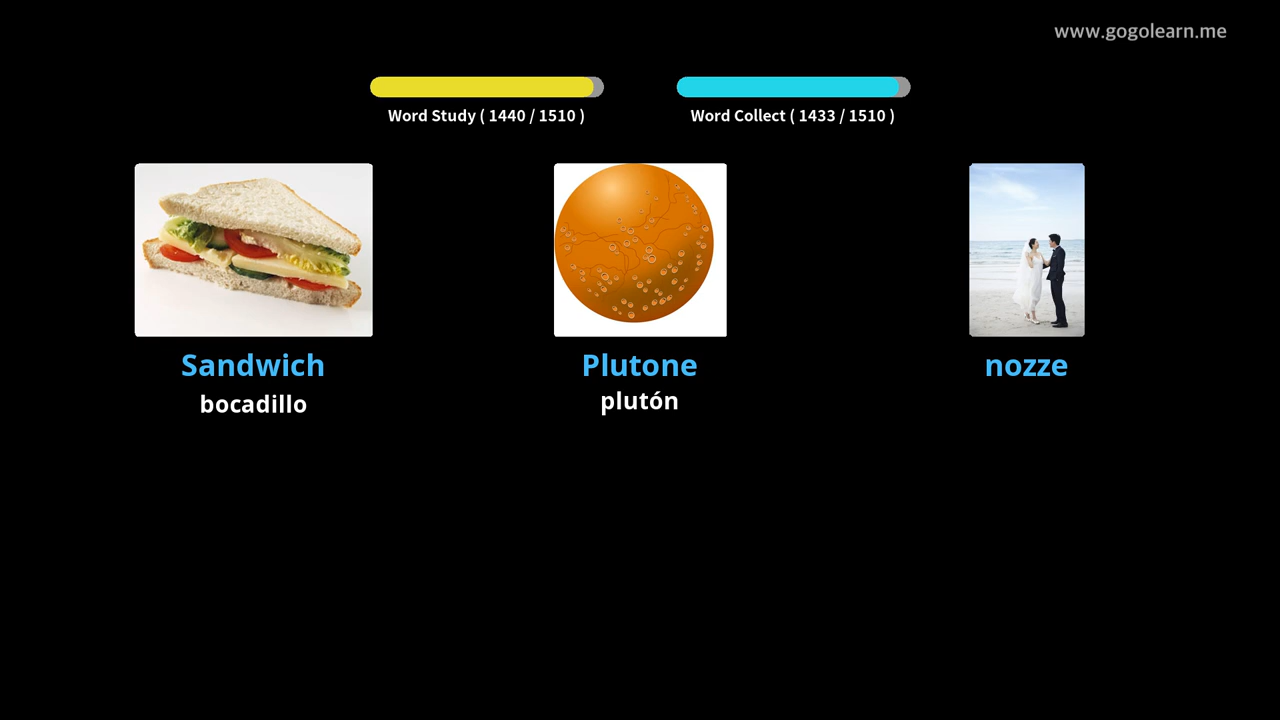 www.gogolearn.me
Word Study ( 1440 / 1510 )
Word Collect ( 1433 / 1510 )
Sandwich
bocadillo
Plutone
plutón
nozze